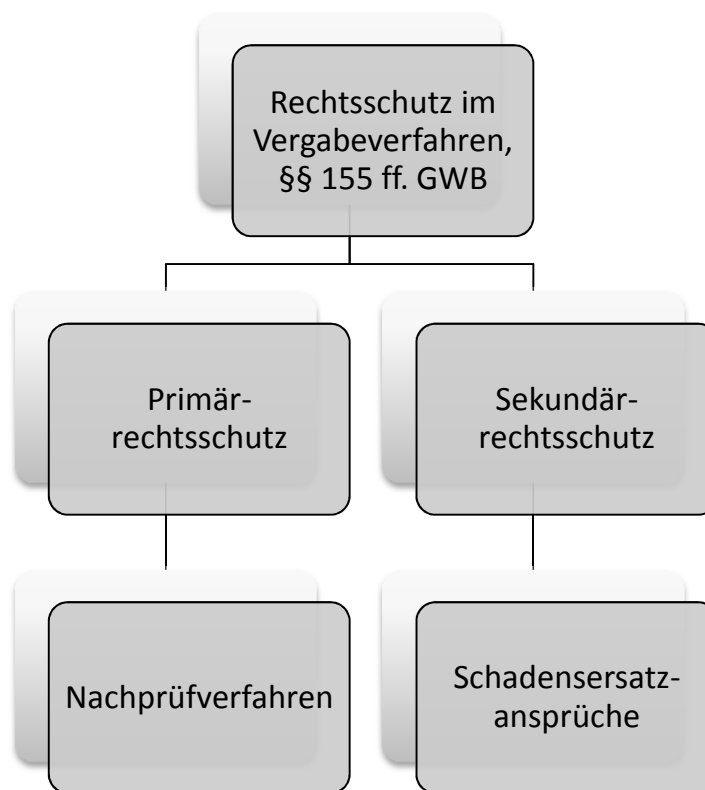 Rechtsschutz im
Vergabeverfahren,
§§ 155 ff. GWB
Primär-
rechtsschutz
Sekundär-
rechtsschutz
Nachprüfverfahren
Schadensersatz-
ansprüche